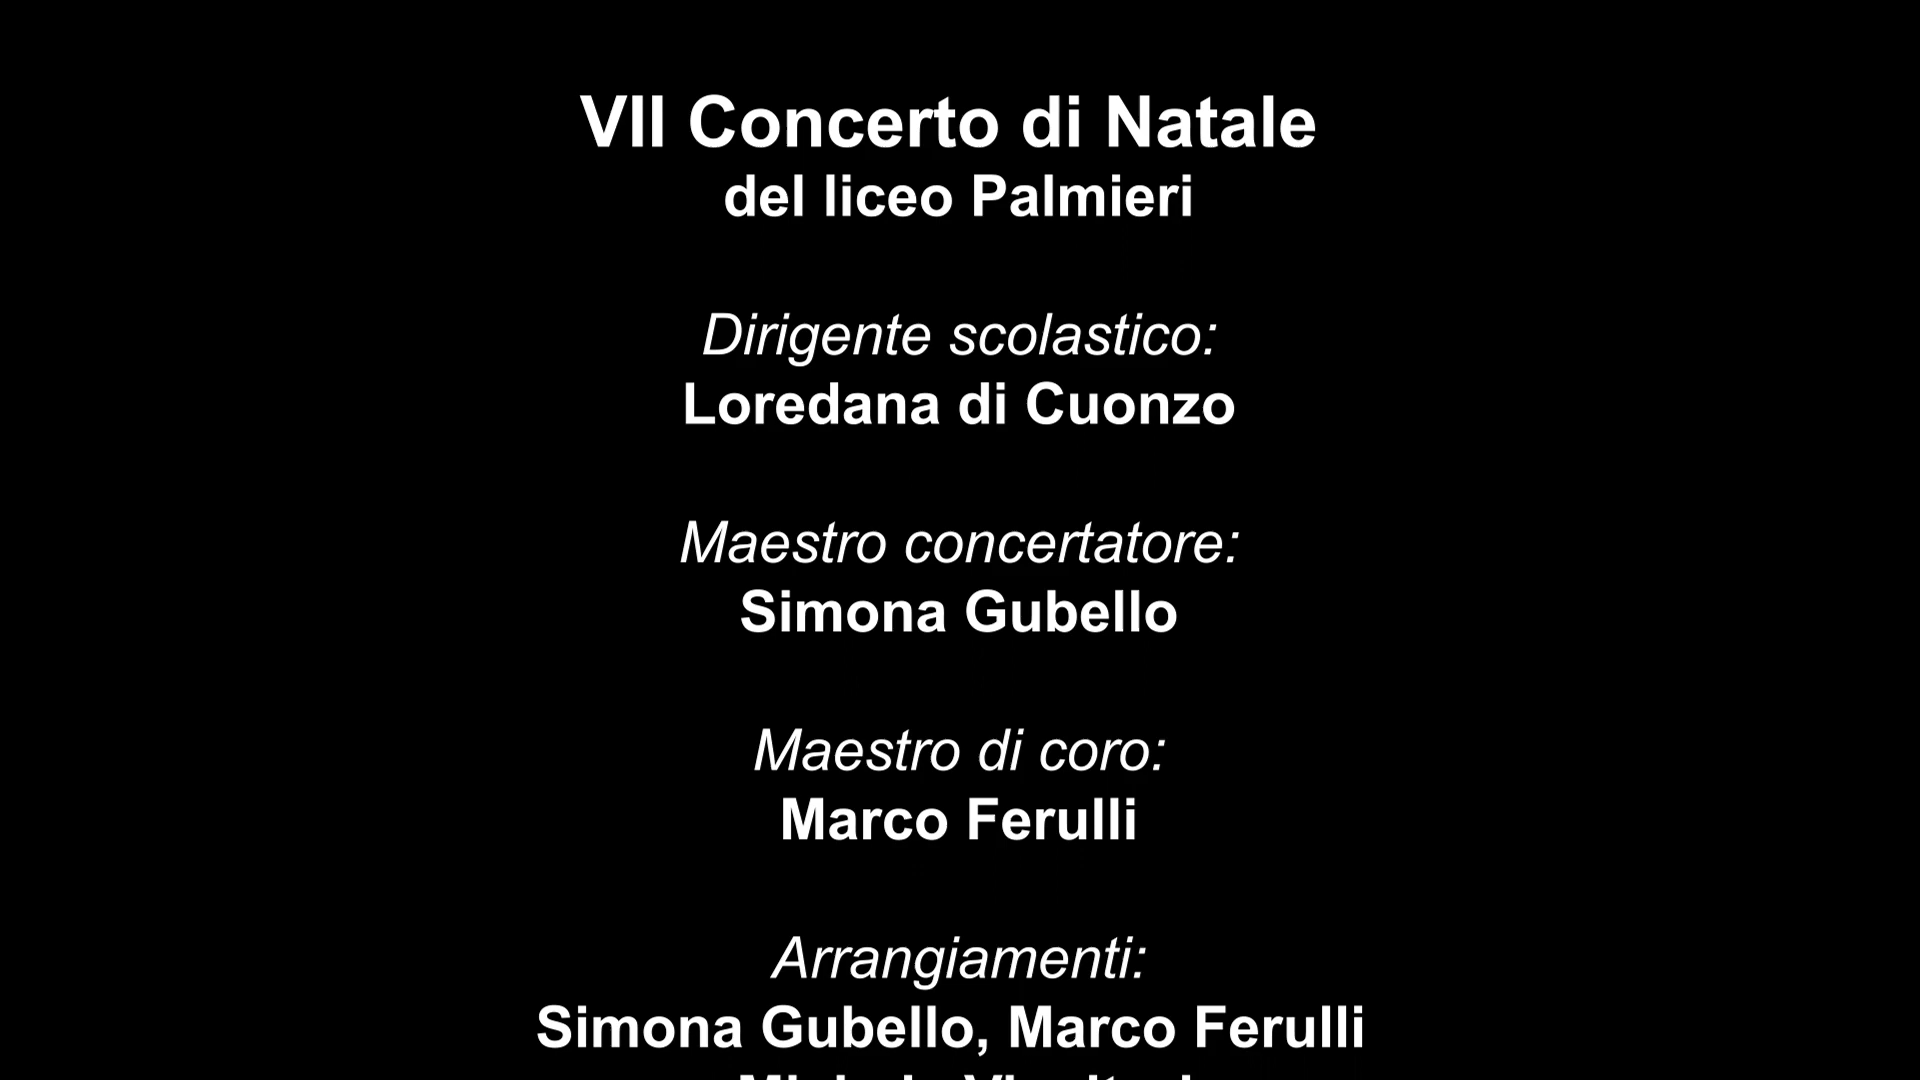 VII Concerto di Natale
del liceo Palmieri
Dirigente scolastico:
Loredana di Cuonzo
Maestro concertatore:
Simona Gubello
Maestro di coro:
Marco Ferulli
Arrangiamenti:
Simona Gubello, Marco Ferulli